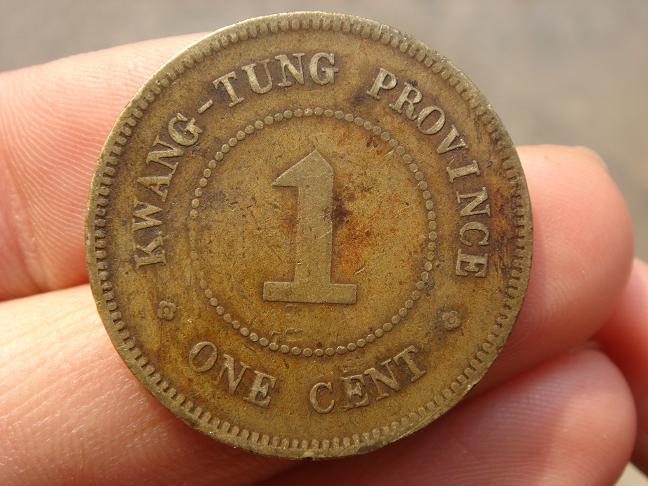 KWANG-TUNG PROVINCE
1
ONE CENT